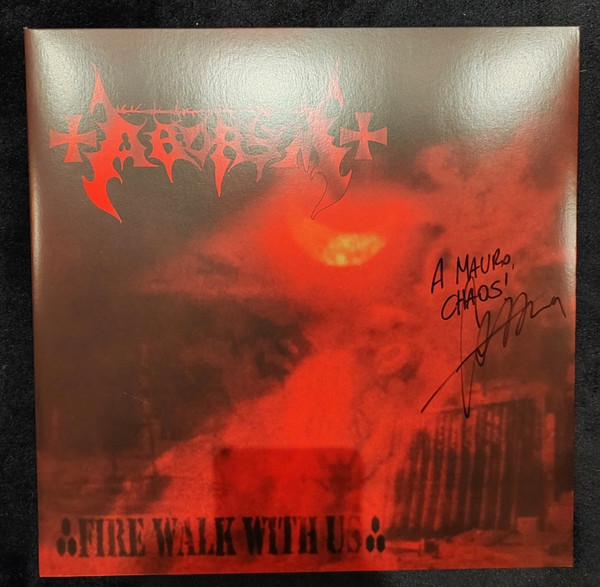 ABORYM
A MAURO,
CHAOS!
FIRE WALK WITH US